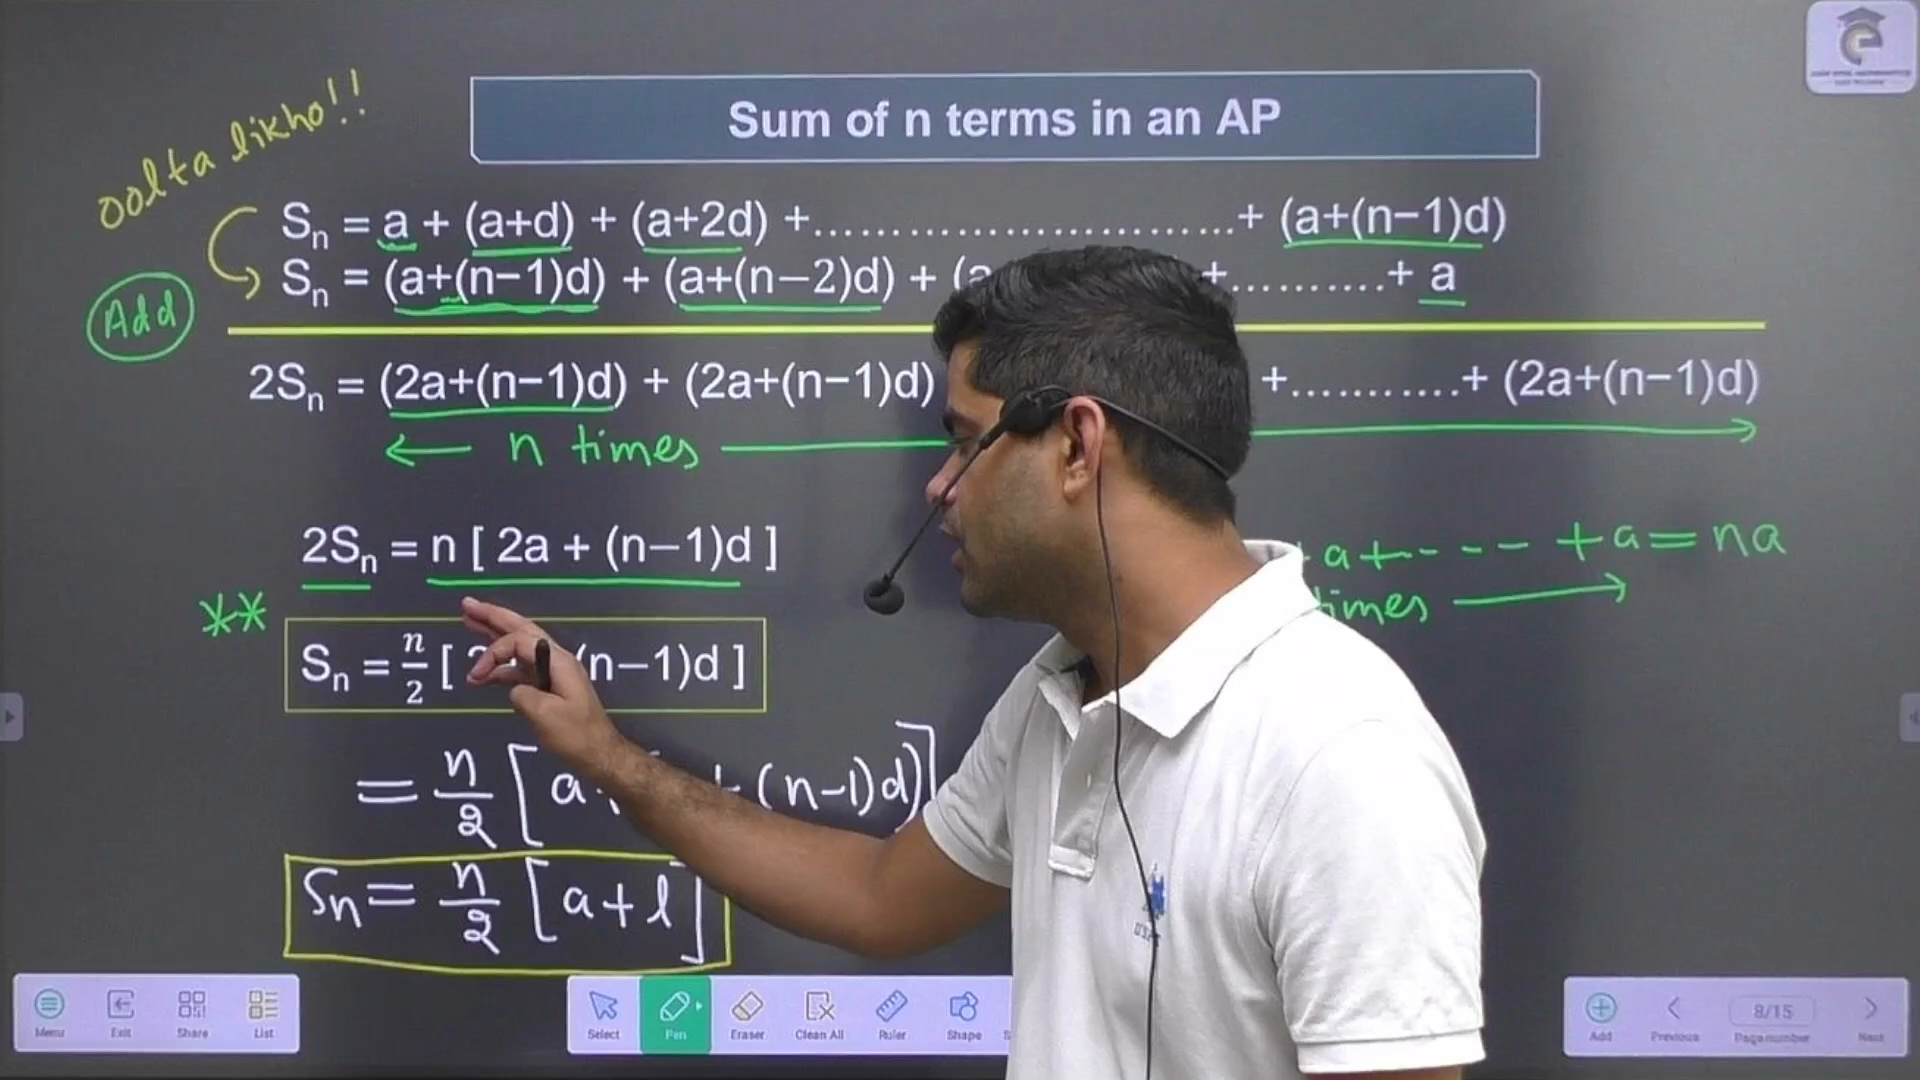 Sum of n terms in an AP
oolta likho!!
Sn = a + (a+d) + (a+2d) +..............................+ (a+(n−1)d)
Sn = (a+(n−1)d) + (a+(n−2)d) + (a +..........+ a
Add
2Sn = (2a+(n−1)d) + (2a+(n−1)d) +...........+ (2a+(n−1)d)
← n times →
2Sn = n [ 2a + (n−1)d ]
+a+---- +a = na
times →
**
Sn = n/2 [ (n−1)d ]
= n/2 [a + (n-1)d)]
Sn = n/2 [a+l]
Menu Exit Share List
Select Pen Eraser Clean All Ruler Shape
Add Previous 8/15 Page number Next